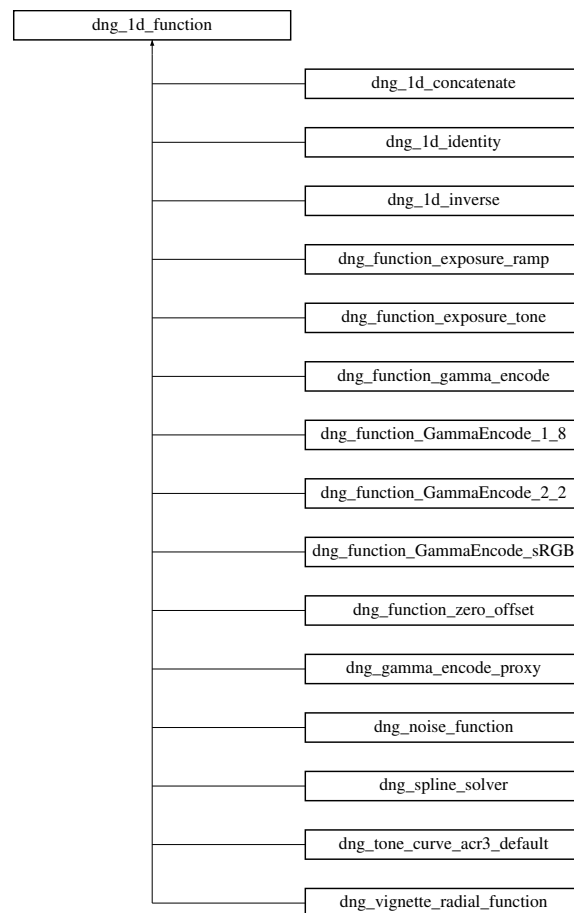 dng_1d_function
dng_1d_concatenate
dng_1d_identity
dng_1d_inverse
dng_function_exposure_ramp
dng_function_exposure_tone
dng_function_gamma_encode
dng_function_GammaEncode_1_8
dng_function_GammaEncode_2_2
dng_function_GammaEncode_sRGB
dng_function_zero_offset
dng_gamma_encode_proxy
dng_noise_function
dng_spline_solver
dng_tone_curve_acr3_default
dng_vignette_radial_function